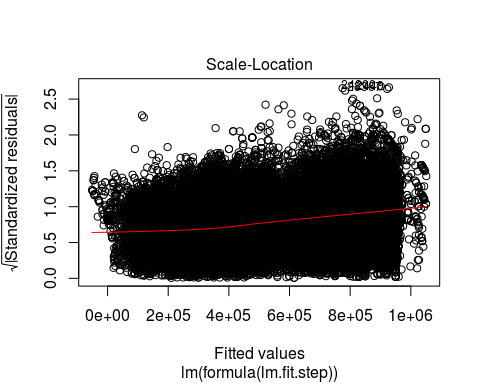 Scale-Location
√|Standardized residuals|
2.5
2.0
1.5
1.0
0.5
0.0
0e+00 2e+05 4e+05 6e+05 8e+05 1e+06
Fitted values
lm(formula(lm.fit.step))